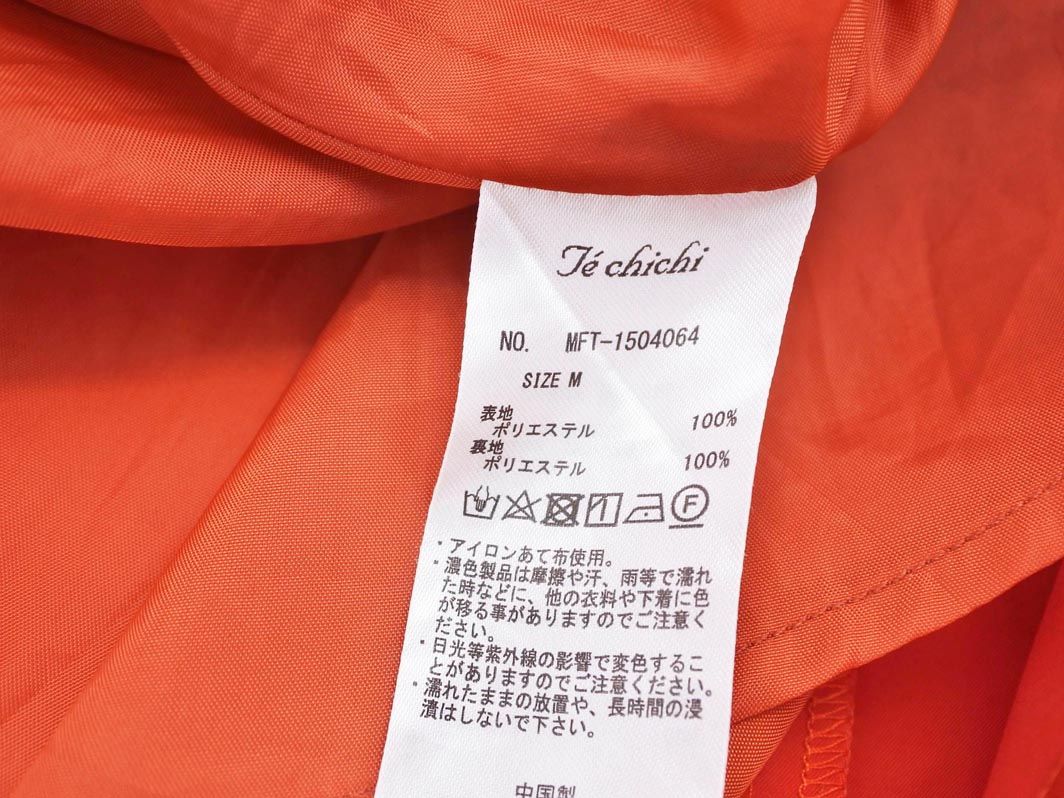 Té chichi
NO. MFT-1504064
SIZE M
表地
ポリエステル 100%
裏地
ポリエステル 100%
F
・アイロンあて布使用。
・濃色製品は摩擦や汗、雨等で濡れ
た時などに、他の衣料や下着に色
が移る事がありますのでご注意く
ださい。
・日光等紫外線の影響で変色するこ
とがありますのでご注意ください。
・濡れたままの放置や、長時間の浸
漬はしないで下さい。
中国製